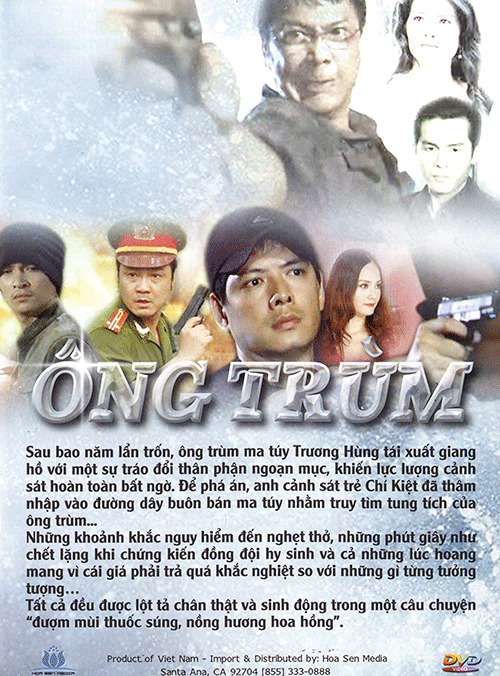 ÔNG TRÙM
Sau bao năm lẩn trốn, ông trùm ma túy Trương Hùng tái xuất giang
hồ với một sự tráo đổi thân phận ngoạn mục, khiến lực lượng cảnh
sát hoàn toàn bất ngờ. Để phá án, anh cảnh sát trẻ Chí Kiệt đã thâm
nhập vào đường dây buôn bán ma túy nhằm truy tìm tung tích của
ông trùm...
Những khoảnh khắc nguy hiểm đến nghẹt thở, những phút giây như
chết lặng khi chứng kiến đồng đội hy sinh và cả những lúc hoang
mang vì cái giá phải trả quá khắc nghiệt so với những gì từng tưởng
tượng...
Tất cả đều được lột tả chân thật và sinh động trong một câu chuyện
“đượm mùi thuốc súng, nồng hương hoa hồng”.
HOA SEN MEDIA
Product of Viet Nam - Import & Distributed by: Hoa Sen Media
Santa Ana, CA 92704 [855] 333-0888
DVD
VIDEO